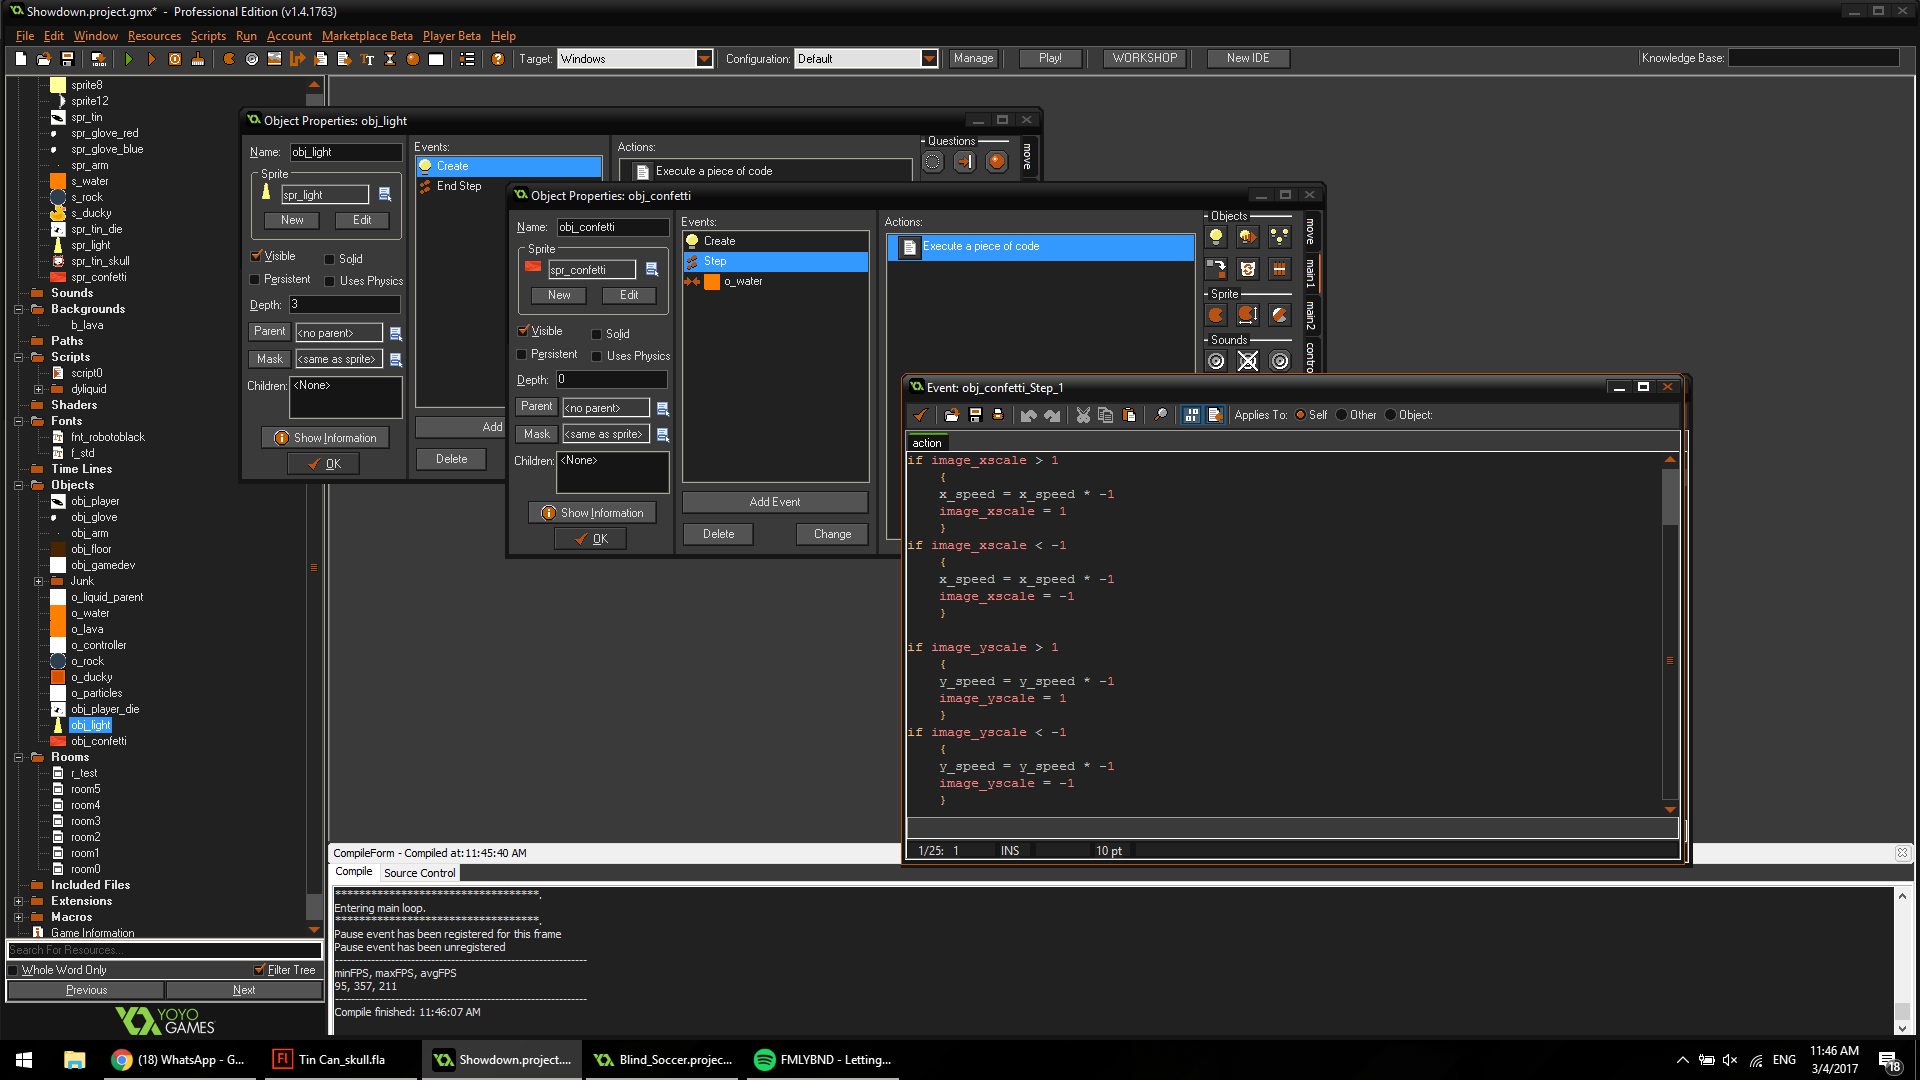 Showdown.project.gmx* - Professional Edition (v1.4.1763)
File Edit Window Resources Scripts Run Account Marketplace Beta Player Beta Help
Target: Windows Configuration: Default Manage Play! WORKSHOP New IDE Knowledge Base:
sprite8
sprite12
spr_tin
spr_glove_red
spr_glove_blue
spr_arm
s_water
s_rock
s_ducky
spr_tin_die
spr_light
spr_tin_skull
spr_confetti
Sounds
Backgrounds
b_lava
Paths
Scripts
script0
dyliquid
Shaders
Fonts
fnt_robotoblack
f_std
Time Lines
Objects
obj_player
obj_glove
obj_arm
obj_floor
obj_gamedev
Junk
o_liquid_parent
o_water
o_lava
o_controller
o_rock
o_ducky
o_particles
obj_player_die
obj_light
obj_confetti
Rooms
r_test
room5
room4
room3
room2
room1
room0
Included Files
Extensions
Macros
Game Information
Search For Resources...
Whole Word Only Filter Tree
Previous Next
YOYO
GAMES
Object Properties: obj_light
Name: obj_light
Sprite
spr_light
New Edit
Visible Solid
Persistent Uses Physics
Depth: 3
Parent <no parent>
Mask <same as sprite>
Children: <None>
Show Information
OK
Events:
Create
End Step
Add
Delete
Actions:
Execute a piece of code
Questions
move
Object Properties: obj_confetti
Name: obj_confetti
Sprite
spr_confetti
New Edit
Visible Solid
Persistent Uses Physics
Depth: 0
Parent <no parent>
Mask <same as sprite>
Children: <None>
Show Information
OK
Events:
Create
Step
o_water
Add Event
Delete Change
Actions:
Execute a piece of code
Objects
Sprite
Sounds
move
main1
main2
contro
Event: obj_confetti_Step_1
Applies To: Self Other Object:
action
if image_xscale > 1
{
x_speed = x_speed * -1
image_xscale = 1
}
if image_xscale < -1
{
x_speed = x_speed * -1
image_xscale = -1
}
if image_yscale > 1
{
y_speed = y_speed * -1
image_yscale = 1
}
if image_yscale < -1
{
y_speed = y_speed * -1
image_yscale = -1
}
1/25: 1 INS 10 pt
CompileForm - Compiled at:11:45:40 AM
Compile Source Control
***********************************.
Entering main loop.
***********************************.
Pause event has been registered for this frame
Pause event has been unregistered
minFPS, maxFPS, avgFPS
95, 357, 211
Compile finished: 11:46:07 AM
(18) WhatsApp - G...
Tin Can_skull.fla
Showdown.project....
Blind_Soccer.projec...
FMLYBND - Letting...
ENG
11:46 AM
3/4/2017
18